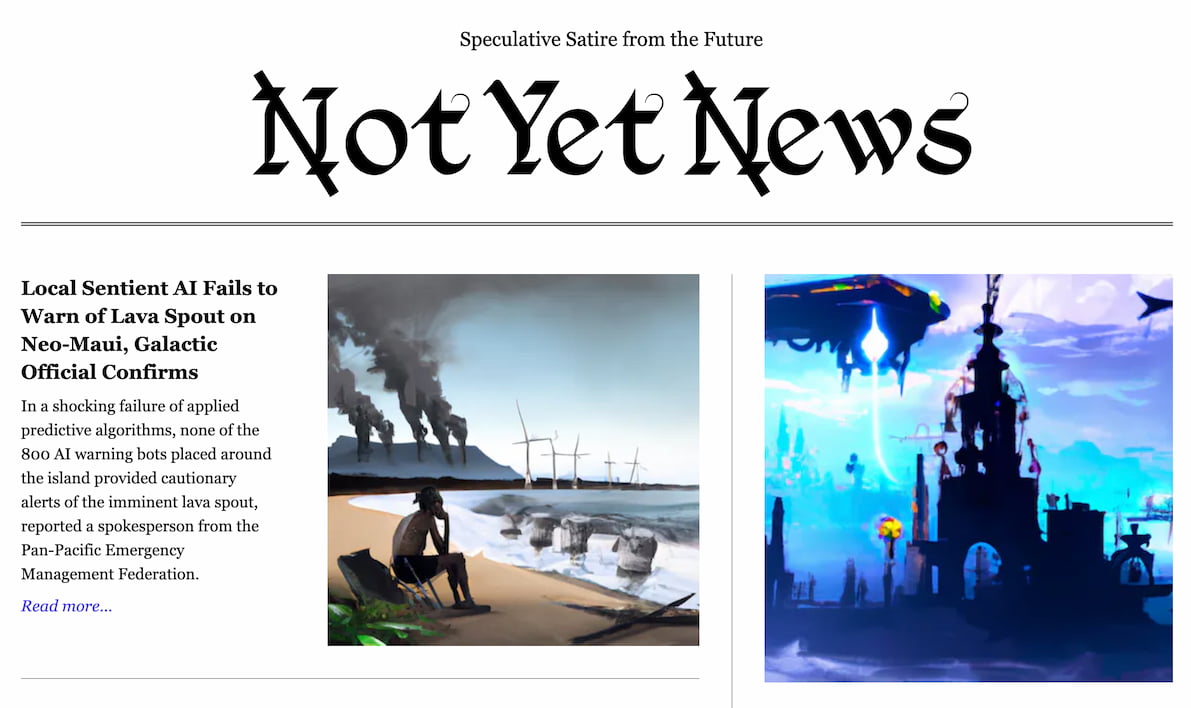 Speculative Satire from the Future
Not Yet News
Local Sentient AI Fails to
Warn of Lava Spout on
Neo-Maui, Galactic
Official Confirms
In a shocking failure of applied
predictive algorithms, none of the
800 AI warning bots placed around
the island provided cautionary
alerts of the imminent lava spout,
reported a spokesperson from the
Pan-Pacific Emergency
Management Federation.
Read more...